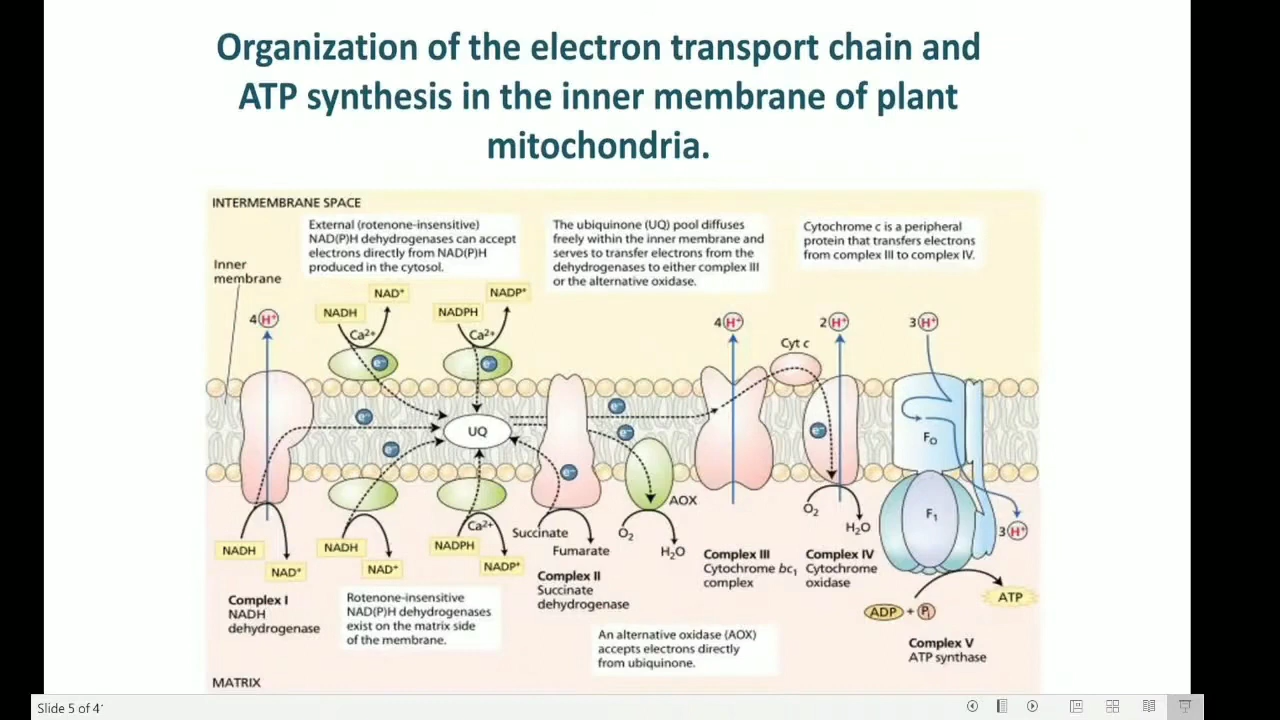 Organization of the electron transport chain and
ATP synthesis in the inner membrane of plant
mitochondria.
INTERMEMBRANE SPACE
External (rotenone-insensitive)
NAD(P)H dehydrogenases can accept
electrons directly from NAD(P)H
produced in the cytosol.
The ubiquinone (UQ) pool diffuses
freely within the inner membrane and
serves to transfer electrons from the
dehydrogenases to either complex III
or the alternative oxidase.
Cytochrome c is a peripheral
protein that transfers electrons
from complex III to complex IV.
Inner
membrane
NADH
NAD⁺
NADPH
NADP⁺
4 H⁺
Ca²⁺
Ca²⁺
4 H⁺
2 H⁺
3 H⁺
Cyt c
e⁻
e⁻
e⁻
e⁻
e⁻
e⁻
e⁻
e⁻
UQ
F₀
F₁
AOX
Ca²⁺
NADH
NAD⁺
NADH
NAD⁺
NADPH
NADP⁺
Succinate
Fumarate
O₂
H₂O
O₂
H₂O
3 H⁺
ADP + Pᵢ
ATP
Complex I
NADH
dehydrogenase
Rotenone-insensitive
NAD(P)H dehydrogenases
exist on the matrix side
of the membrane.
Complex II
Succinate
dehydrogenase
An alternative oxidase (AOX)
accepts electrons directly
from ubiquinone.
Complex III
Cytochrome bc₁
complex
Complex IV
Cytochrome
oxidase
Complex V
ATP synthase
MATRIX
Slide 5 of 4